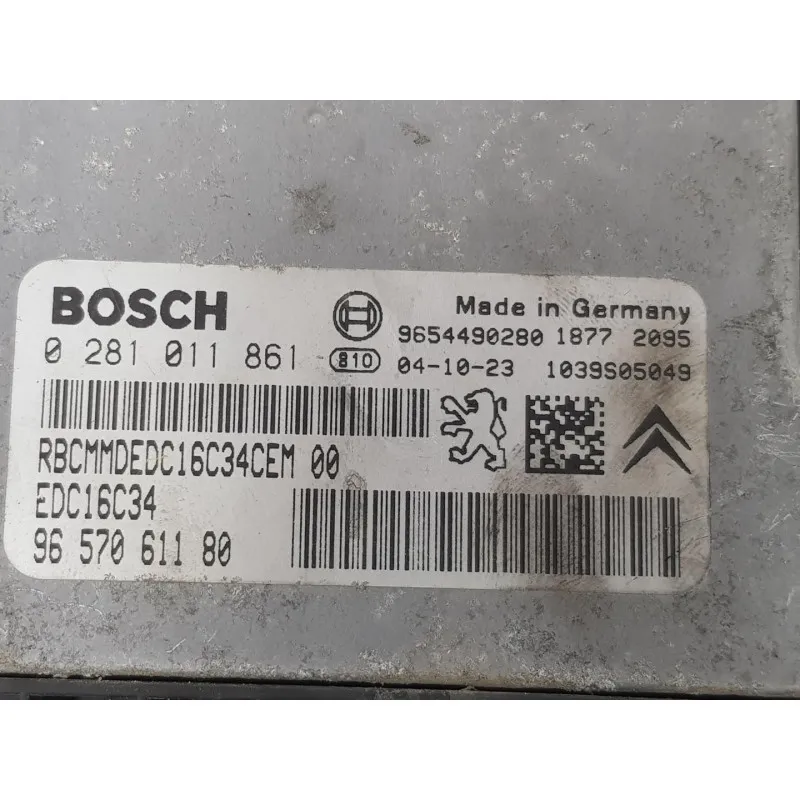 BOSCH
Made in Germany
9654490280 1877 2095
0 281 011 861 810 04-10-23 1039S05049
RBCMMDEDC16C34CEM 00
EDC16C34
96 570 611 80